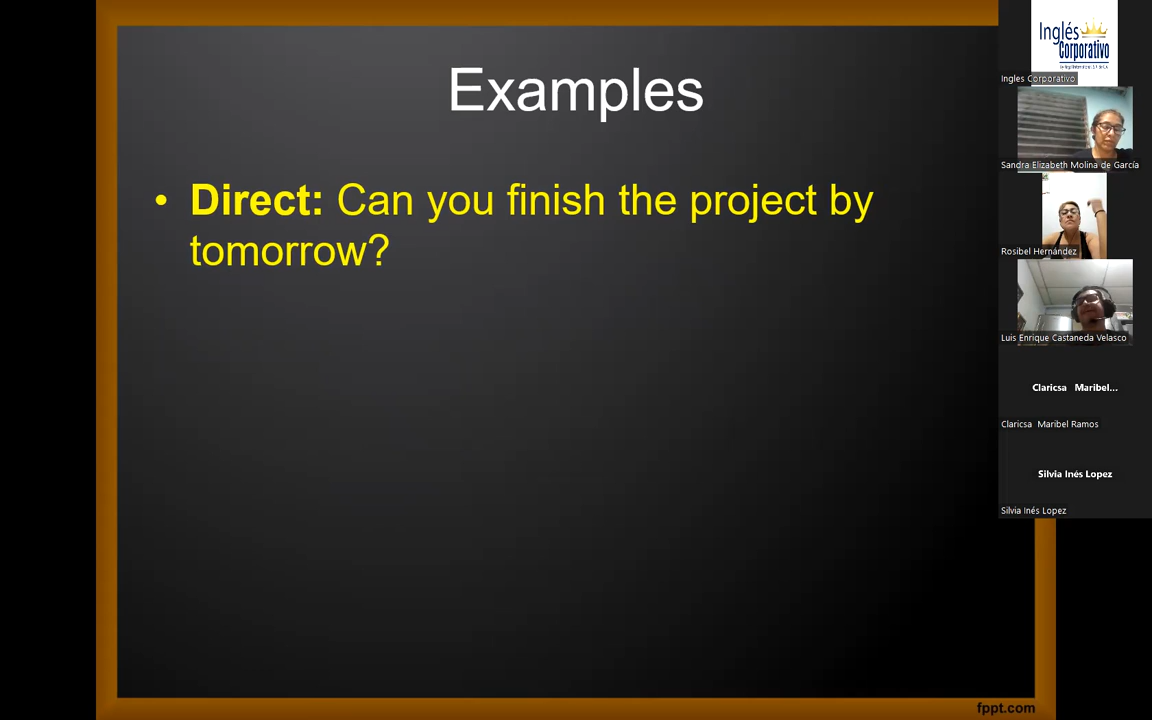 Examples
• Direct: Can you finish the project by
tomorrow?
fppt.com
Inglés
Corporativo
Ingles Corporativo
Sandra Elizabeth Molina de García
Rosibel Hernández
Luis Enrique Castaneda Velasco
Claricsa Maribel...
Claricsa Maribel Ramos
Silvia Inés Lopez
Silvia Inés Lopez